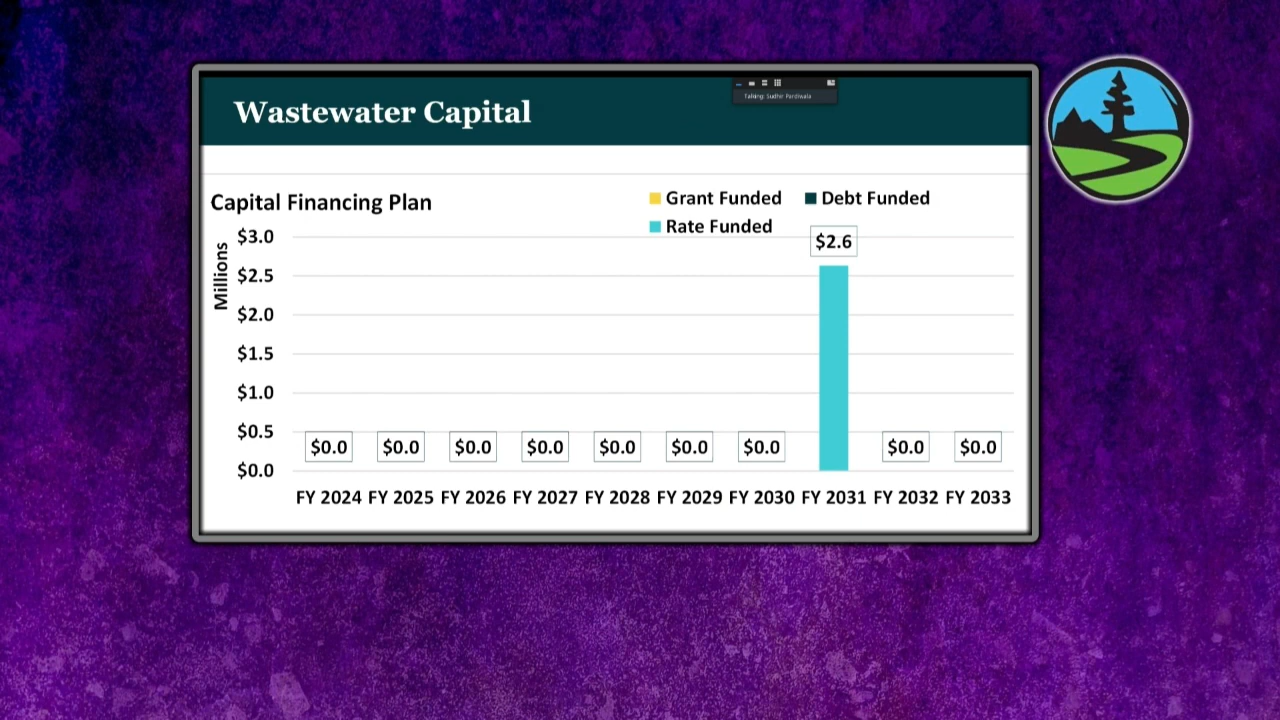 Wastewater Capital
Talking: Sudhir Pardiwala
Capital Financing Plan
Grant Funded
Debt Funded
Rate Funded
Millions
$3.0
$2.5
$2.0
$1.5
$1.0
$0.5
$0.0
$0.0 $0.0 $0.0 $0.0 $0.0 $0.0 $0.0 $2.6 $0.0 $0.0
FY 2024 FY 2025 FY 2026 FY 2027 FY 2028 FY 2029 FY 2030 FY 2031 FY 2032 FY 2033